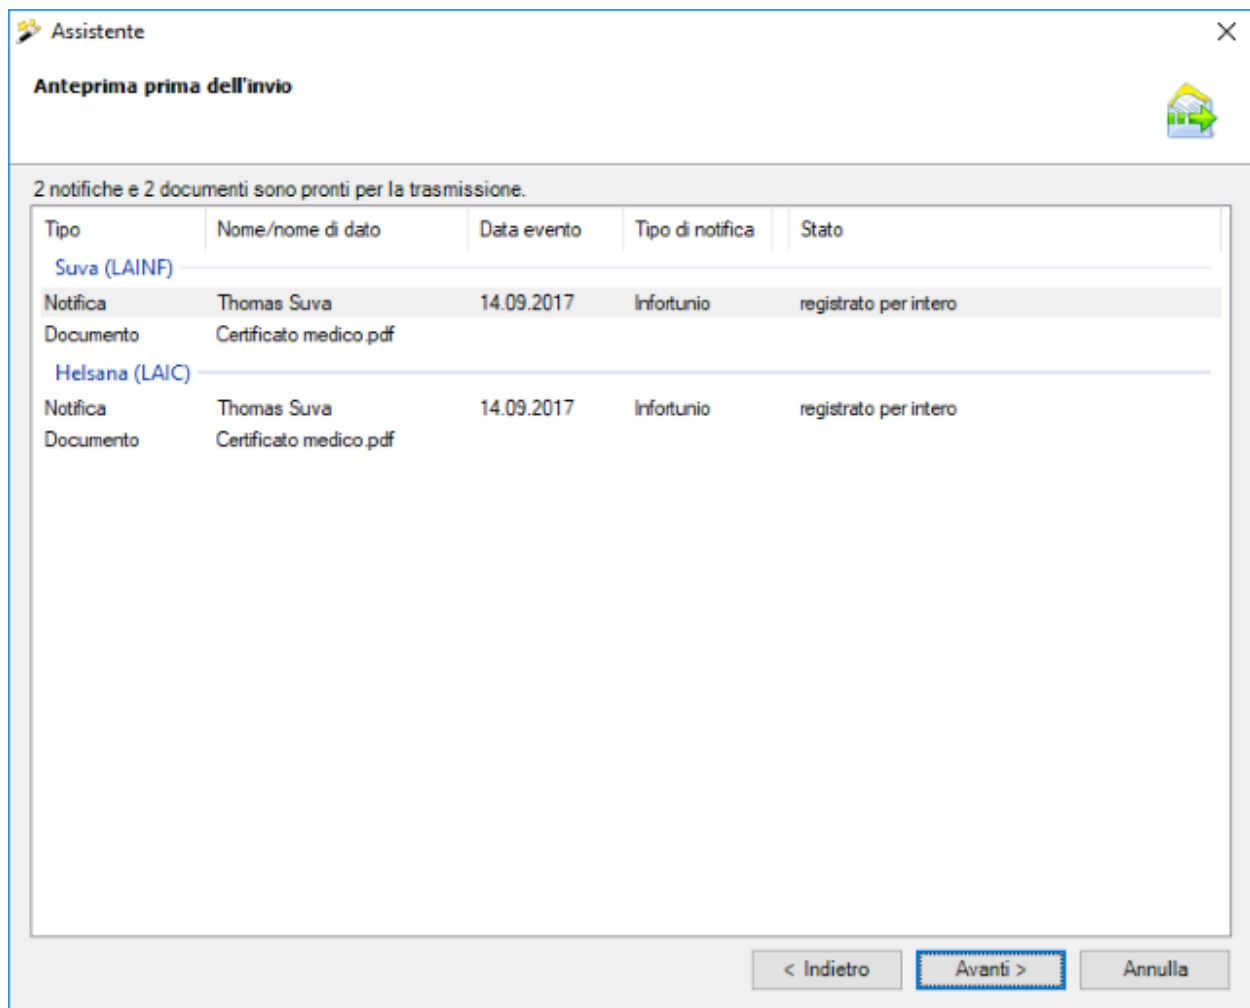 Assistente
Anteprima prima dell'invio
2 notifiche e 2 documenti sono pronti per la trasmissione.
Tipo Nome/nome di dato Data evento Tipo di notifica Stato
Suva (LAINF)
Notifica Thomas Suva 14.09.2017 Infortunio registrato per intero
Documento Certificato medico.pdf
Helsana (LAIC)
Notifica Thomas Suva 14.09.2017 Infortunio registrato per intero
Documento Certificato medico.pdf
< Indietro Avanti > Annulla